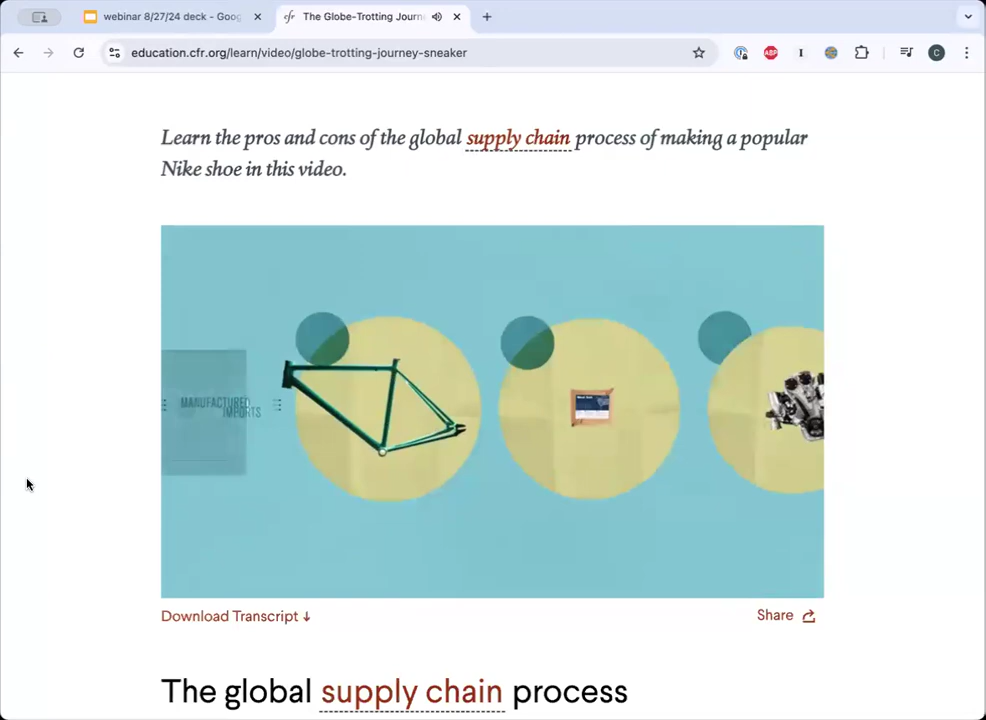 webinar 8/27/24 deck - Goog
cfr The Globe-Trotting Journ
education.cfr.org/learn/video/globe-trotting-journey-sneaker
ABP
I
C
Learn the pros and cons of the global supply chain process of making a popular
Nike shoe in this video.
MANUFACTURED
IMPORTS
Download Transcript ↓
Share
The global supply chain process